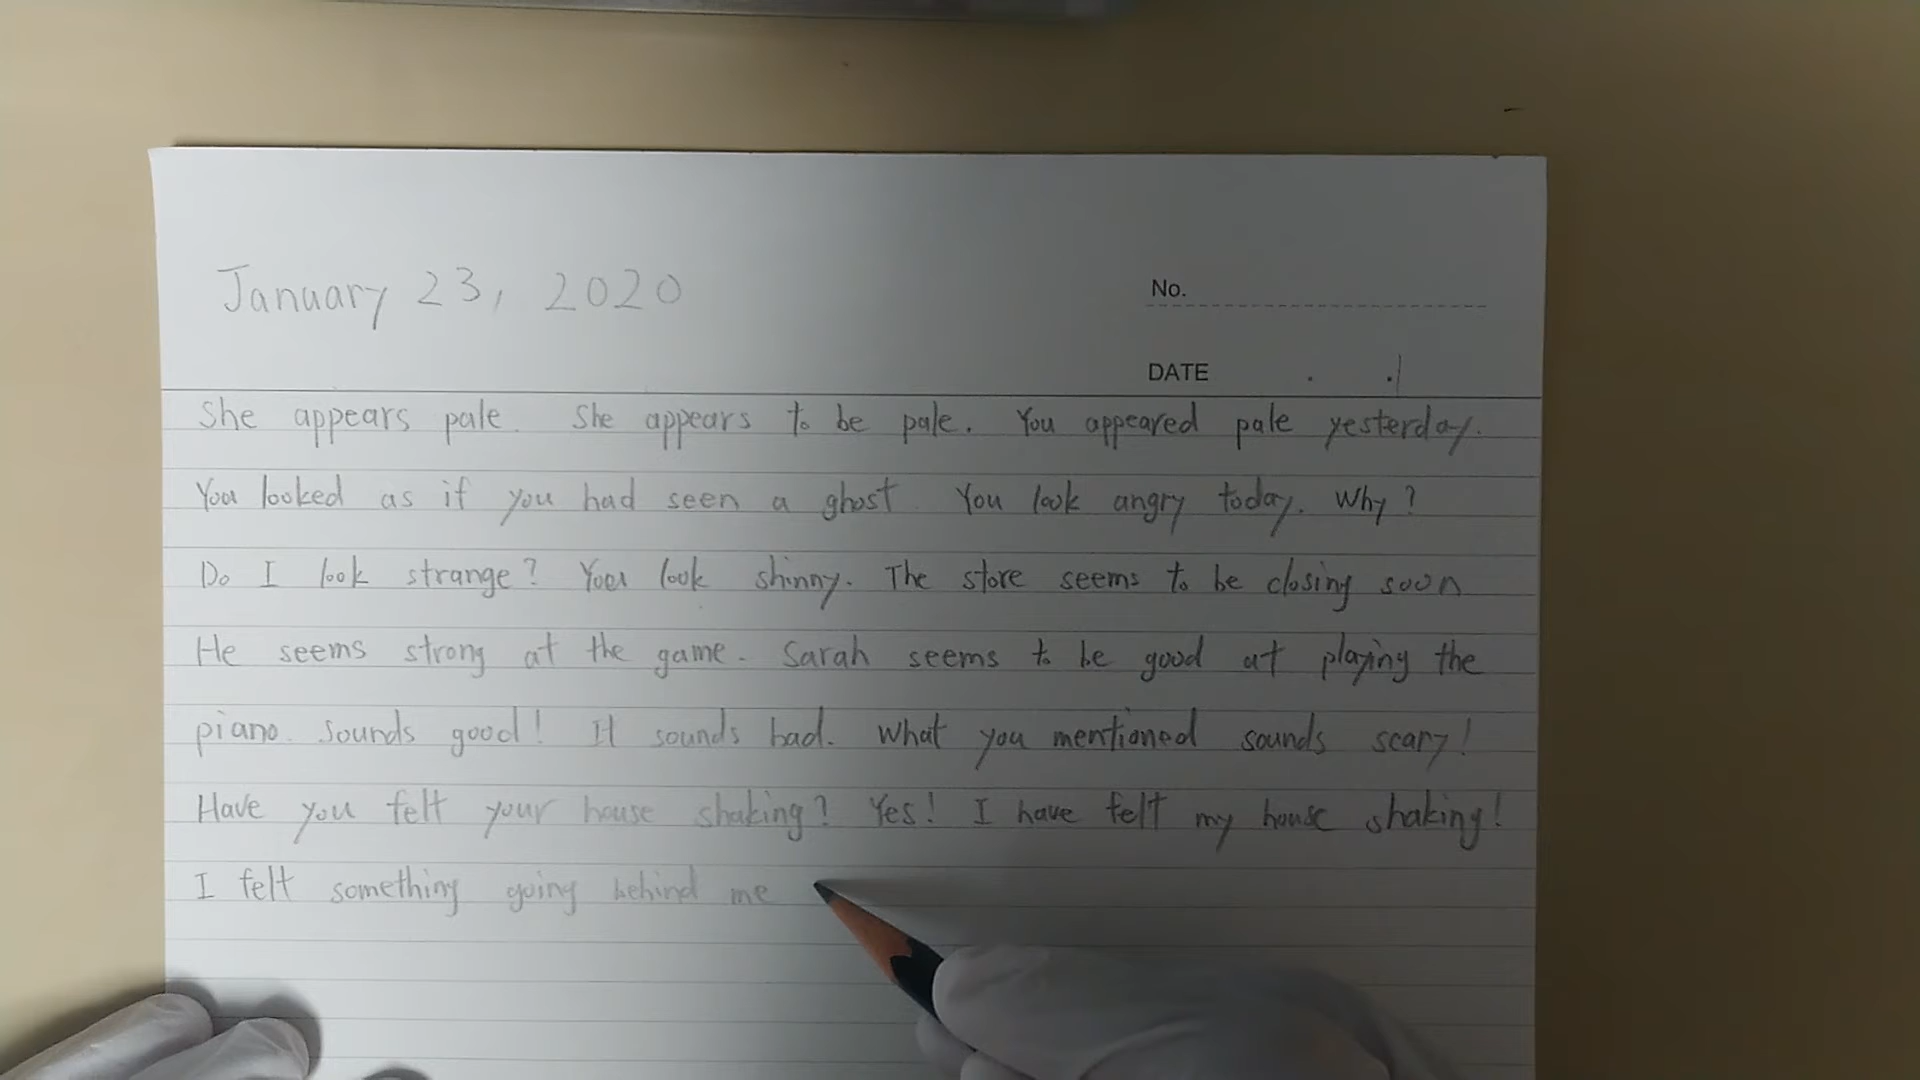 January 23, 2020
No.
DATE . .
She appears pale. She appears to be pale. You appeared pale yesterday.
You looked as if you had seen a ghost. You look angry today. Why?
Do I look strange? You look shinny. The store seems to be closing soon
He seems strong at the game. Sarah seems to be good at playing the
piano. Sounds good! It sounds bad. What you mentioned sounds scary!
Have you felt your house shaking? Yes! I have felt my house shaking!
I felt something going behind me